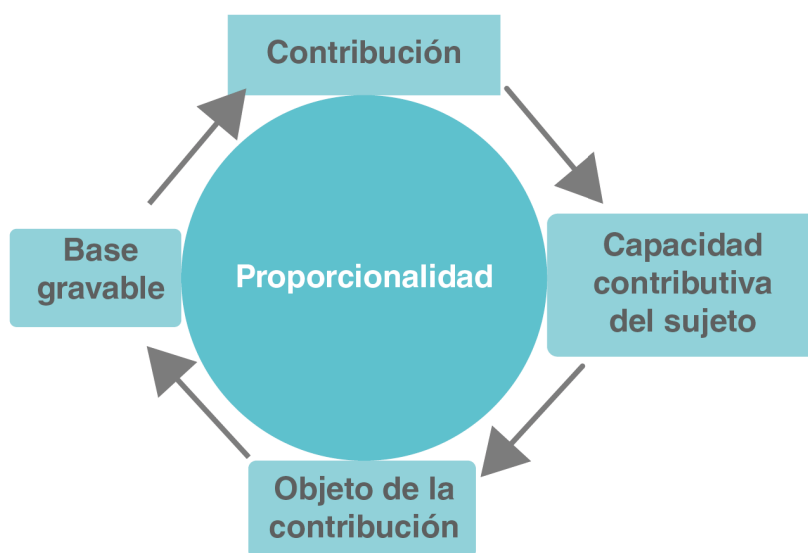 Contribución
Base
gravable
Proporcionalidad
Capacidad
contributiva
del sujeto
Objeto de la
contribución